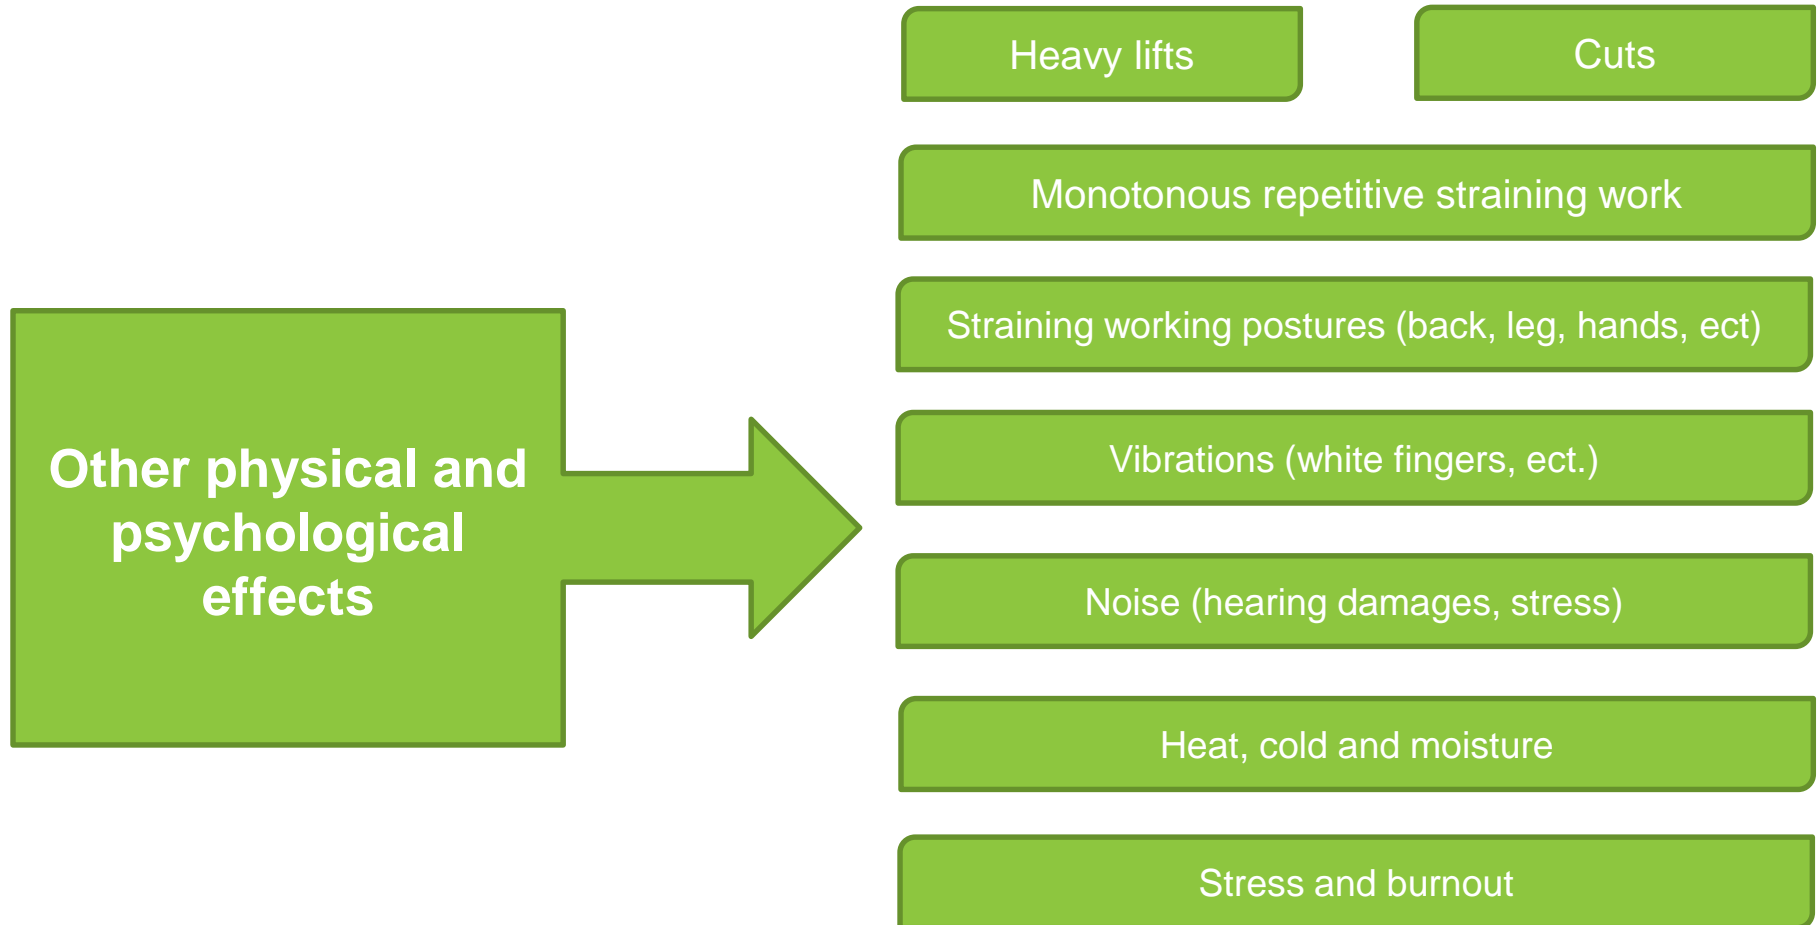 Heavy lifts
Cuts
Monotonous repetitive straining work
Straining working postures (back, leg, hands, ect)
Other physical and
psychological
effects
Vibrations (white fingers, ect.)
Noise (hearing damages, stress)
Heat, cold and moisture
Stress and burnout